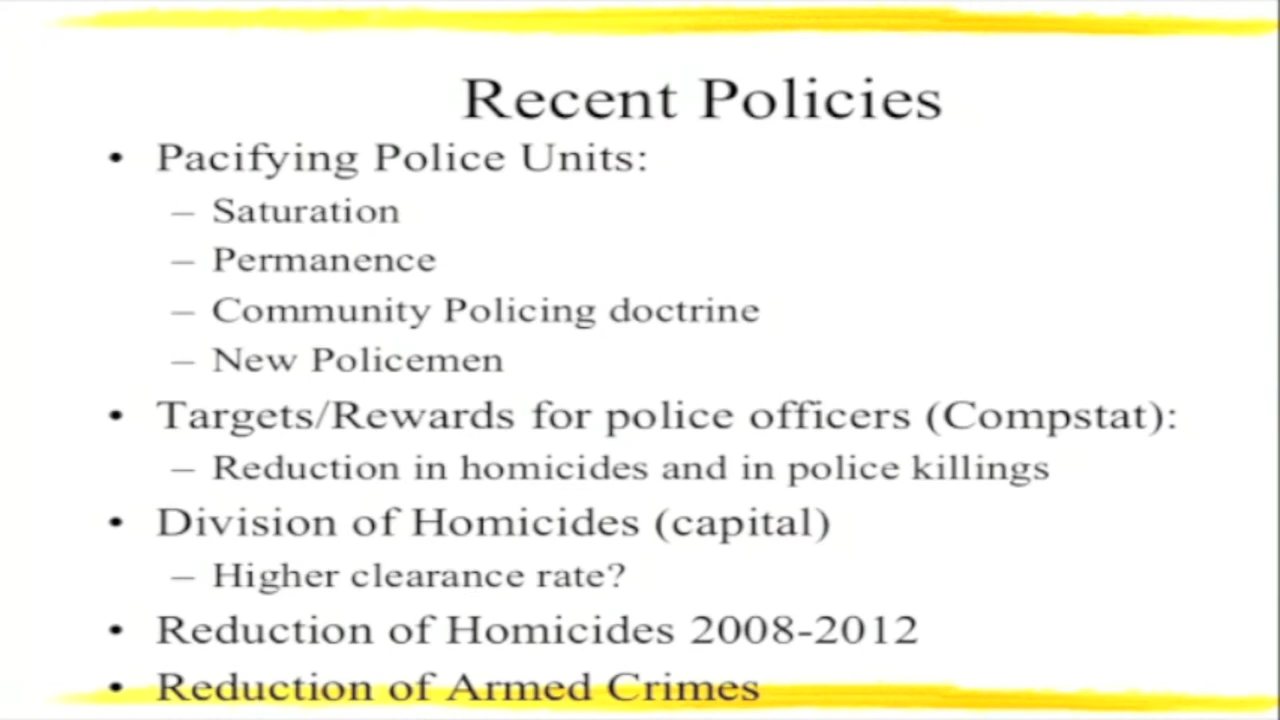 Recent Policies
• Pacifying Police Units:
– Saturation
– Permanence
– Community Policing doctrine
– New Policemen
• Targets/Rewards for police officers (Compstat):
– Reduction in homicides and in police killings
• Division of Homicides (capital)
– Higher clearance rate?
• Reduction of Homicides 2008-2012
• Reduction of Armed Crimes